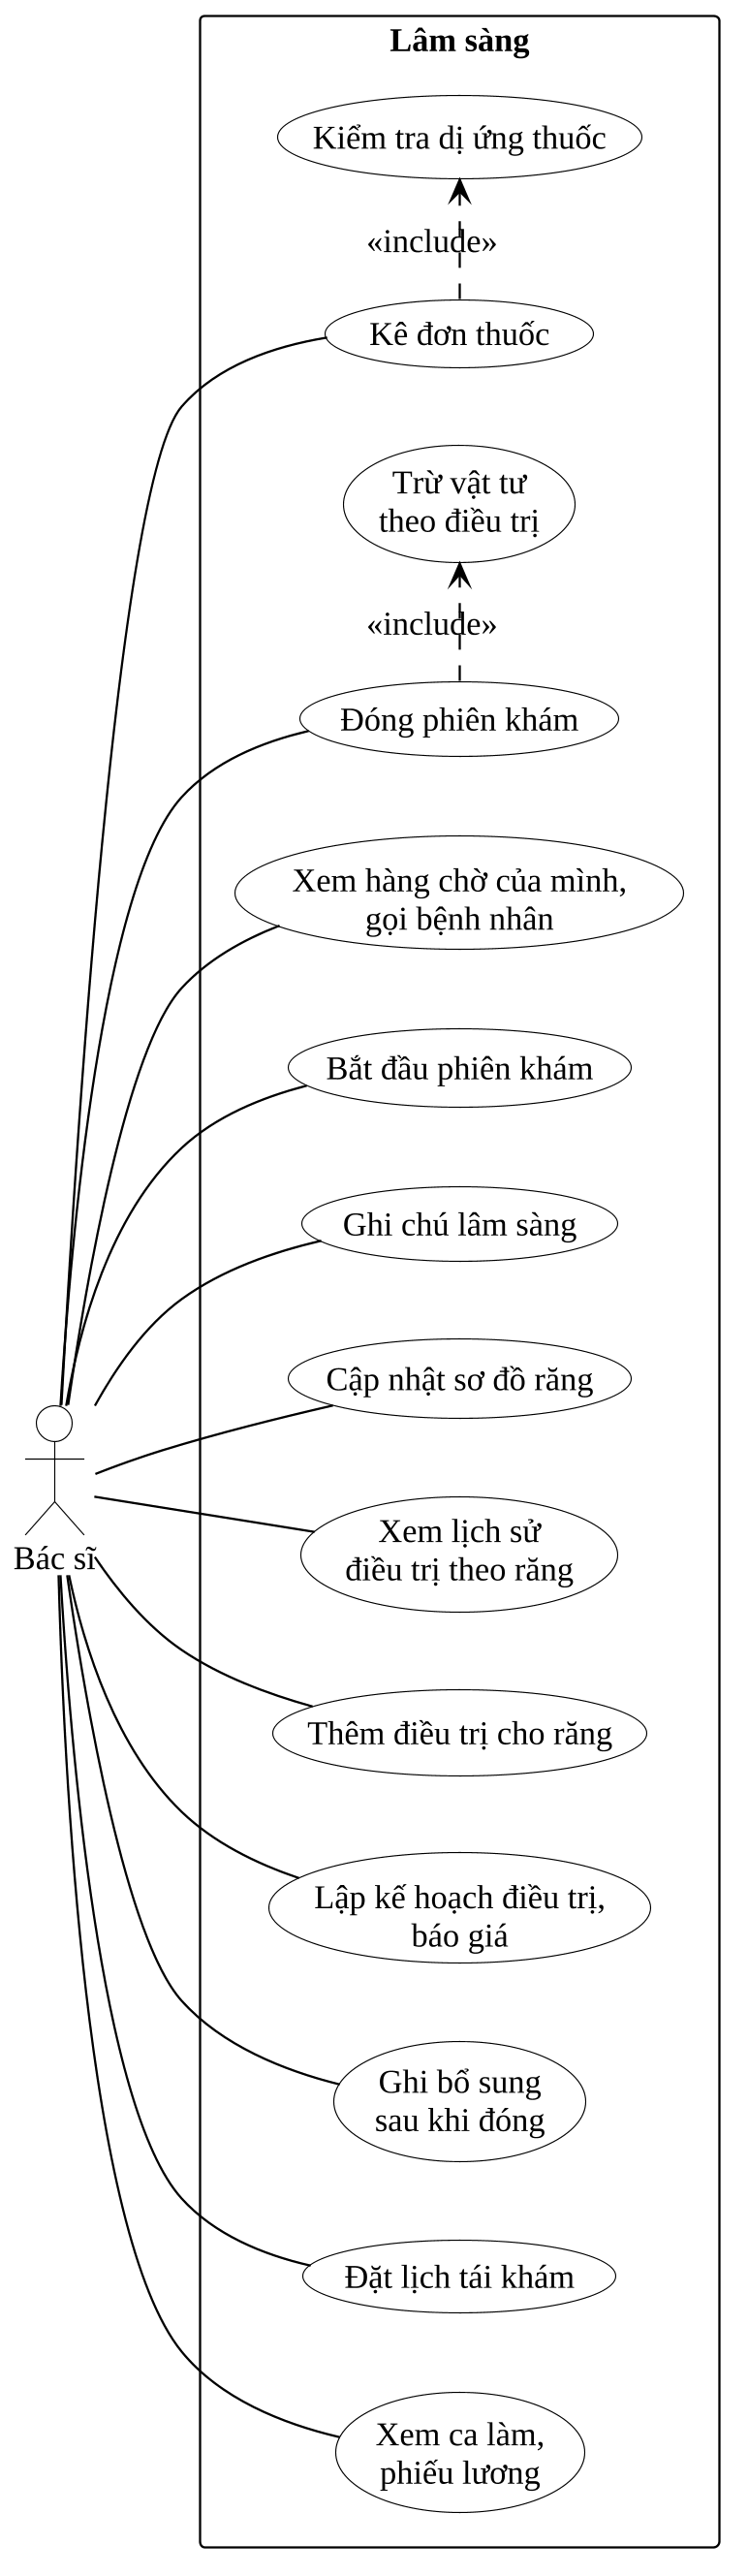 Lâm sàng
Kiểm tra dị ứng thuốc
«include»
Kê đơn thuốc
Trừ vật tư
theo điều trị
«include»
Đóng phiên khám
Xem hàng chờ của mình,
gọi bệnh nhân
Bắt đầu phiên khám
Ghi chú lâm sàng
Cập nhật sơ đồ răng
Xem lịch sử
điều trị theo răng
Bác sĩ
Thêm điều trị cho răng
Lập kế hoạch điều trị,
báo giá
Ghi bổ sung
sau khi đóng
Đặt lịch tái khám
Xem ca làm,
phiếu lương